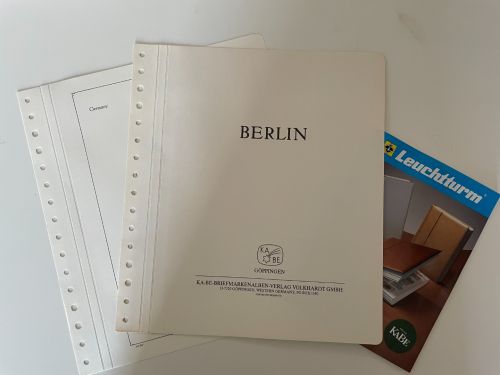 Germany
BERLIN
KA
BE
GÖPPINGEN
KA-BE-BRIEFMARKENALBEN-VERLAG VOLKHARDT GMBH
Leuchtturm
KABE